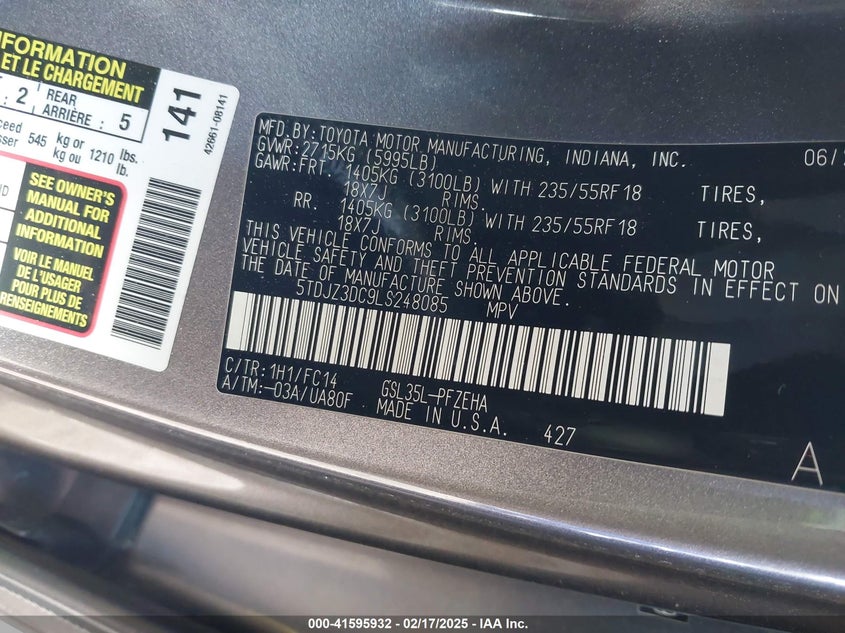 INFORMATION
ET LE CHARGEMENT
: 2
REAR
ARRIÈRE : 5
545 kg or 1210 lbs.
kg ou lb.
SEE OWNER'S
MANUAL FOR
ADDITIONAL
INFORMATION
VOIR LE MANUEL
DE L'USAGER
POUR PLUS DE
RENSEIGNEMENTS
141
42661-08141
MFD.BY:TOYOTA MOTOR MANUFACTURING, INDIANA, INC. 06/
GVWR:2715KG (5995LB)
GAWR:FRT. 1405KG (3100LB) WITH 235/55RF18 TIRES,
18X7J RIMS,
RR. 1405KG (3100LB) WITH 235/55RF18 TIRES,
18X7J RIMS.
THIS VEHICLE CONFORMS TO ALL APPLICABLE FEDERAL MOTOR
VEHICLE SAFETY AND THEFT PREVENTION STANDARDS IN EFFECT ON
THE DATE OF MANUFACTURE SHOWN ABOVE.
5TDJZ3DC9LS248085 MPV
C/TR:1H1/FC14 GSL35L-PFZEHA
A/TM:-03A/UA80F MADE IN U.S.A. 427
A
000-41595932 - 02/17/2025 - IAA Inc.